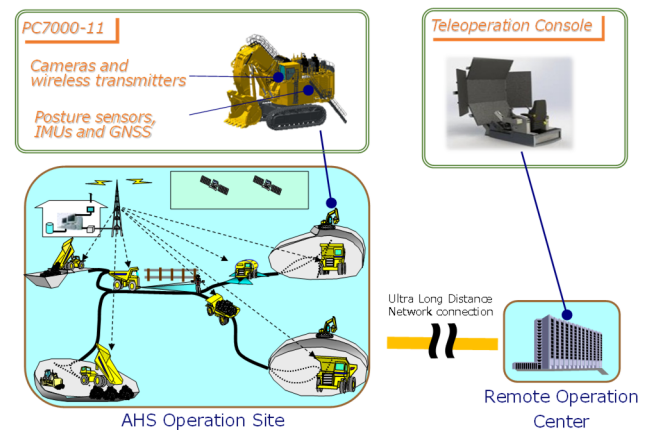 PC7000-11
Cameras and
wireless transmitters
Posture sensors,
IMUs and GNSS
Teleoperation Console
Ultra Long Distance
Network connection
AHS Operation Site
Remote Operation
Center